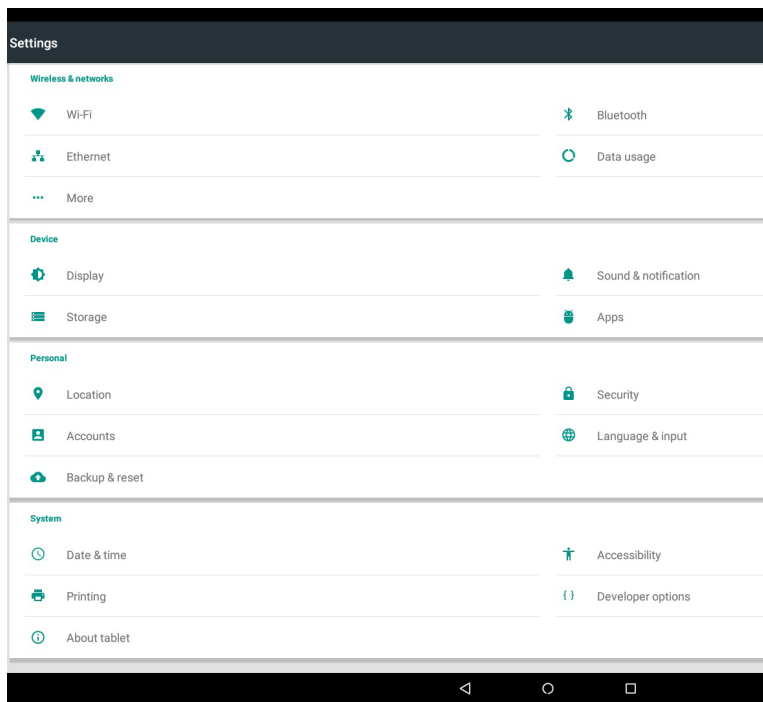 Settings
Wireless & networks
Wi-Fi
Bluetooth
Ethernet
Data usage
More
Device
Display
Sound & notification
Storage
Apps
Personal
Location
Security
Accounts
Language & input
Backup & reset
System
Date & time
Accessibility
Printing
{ } Developer options
About tablet